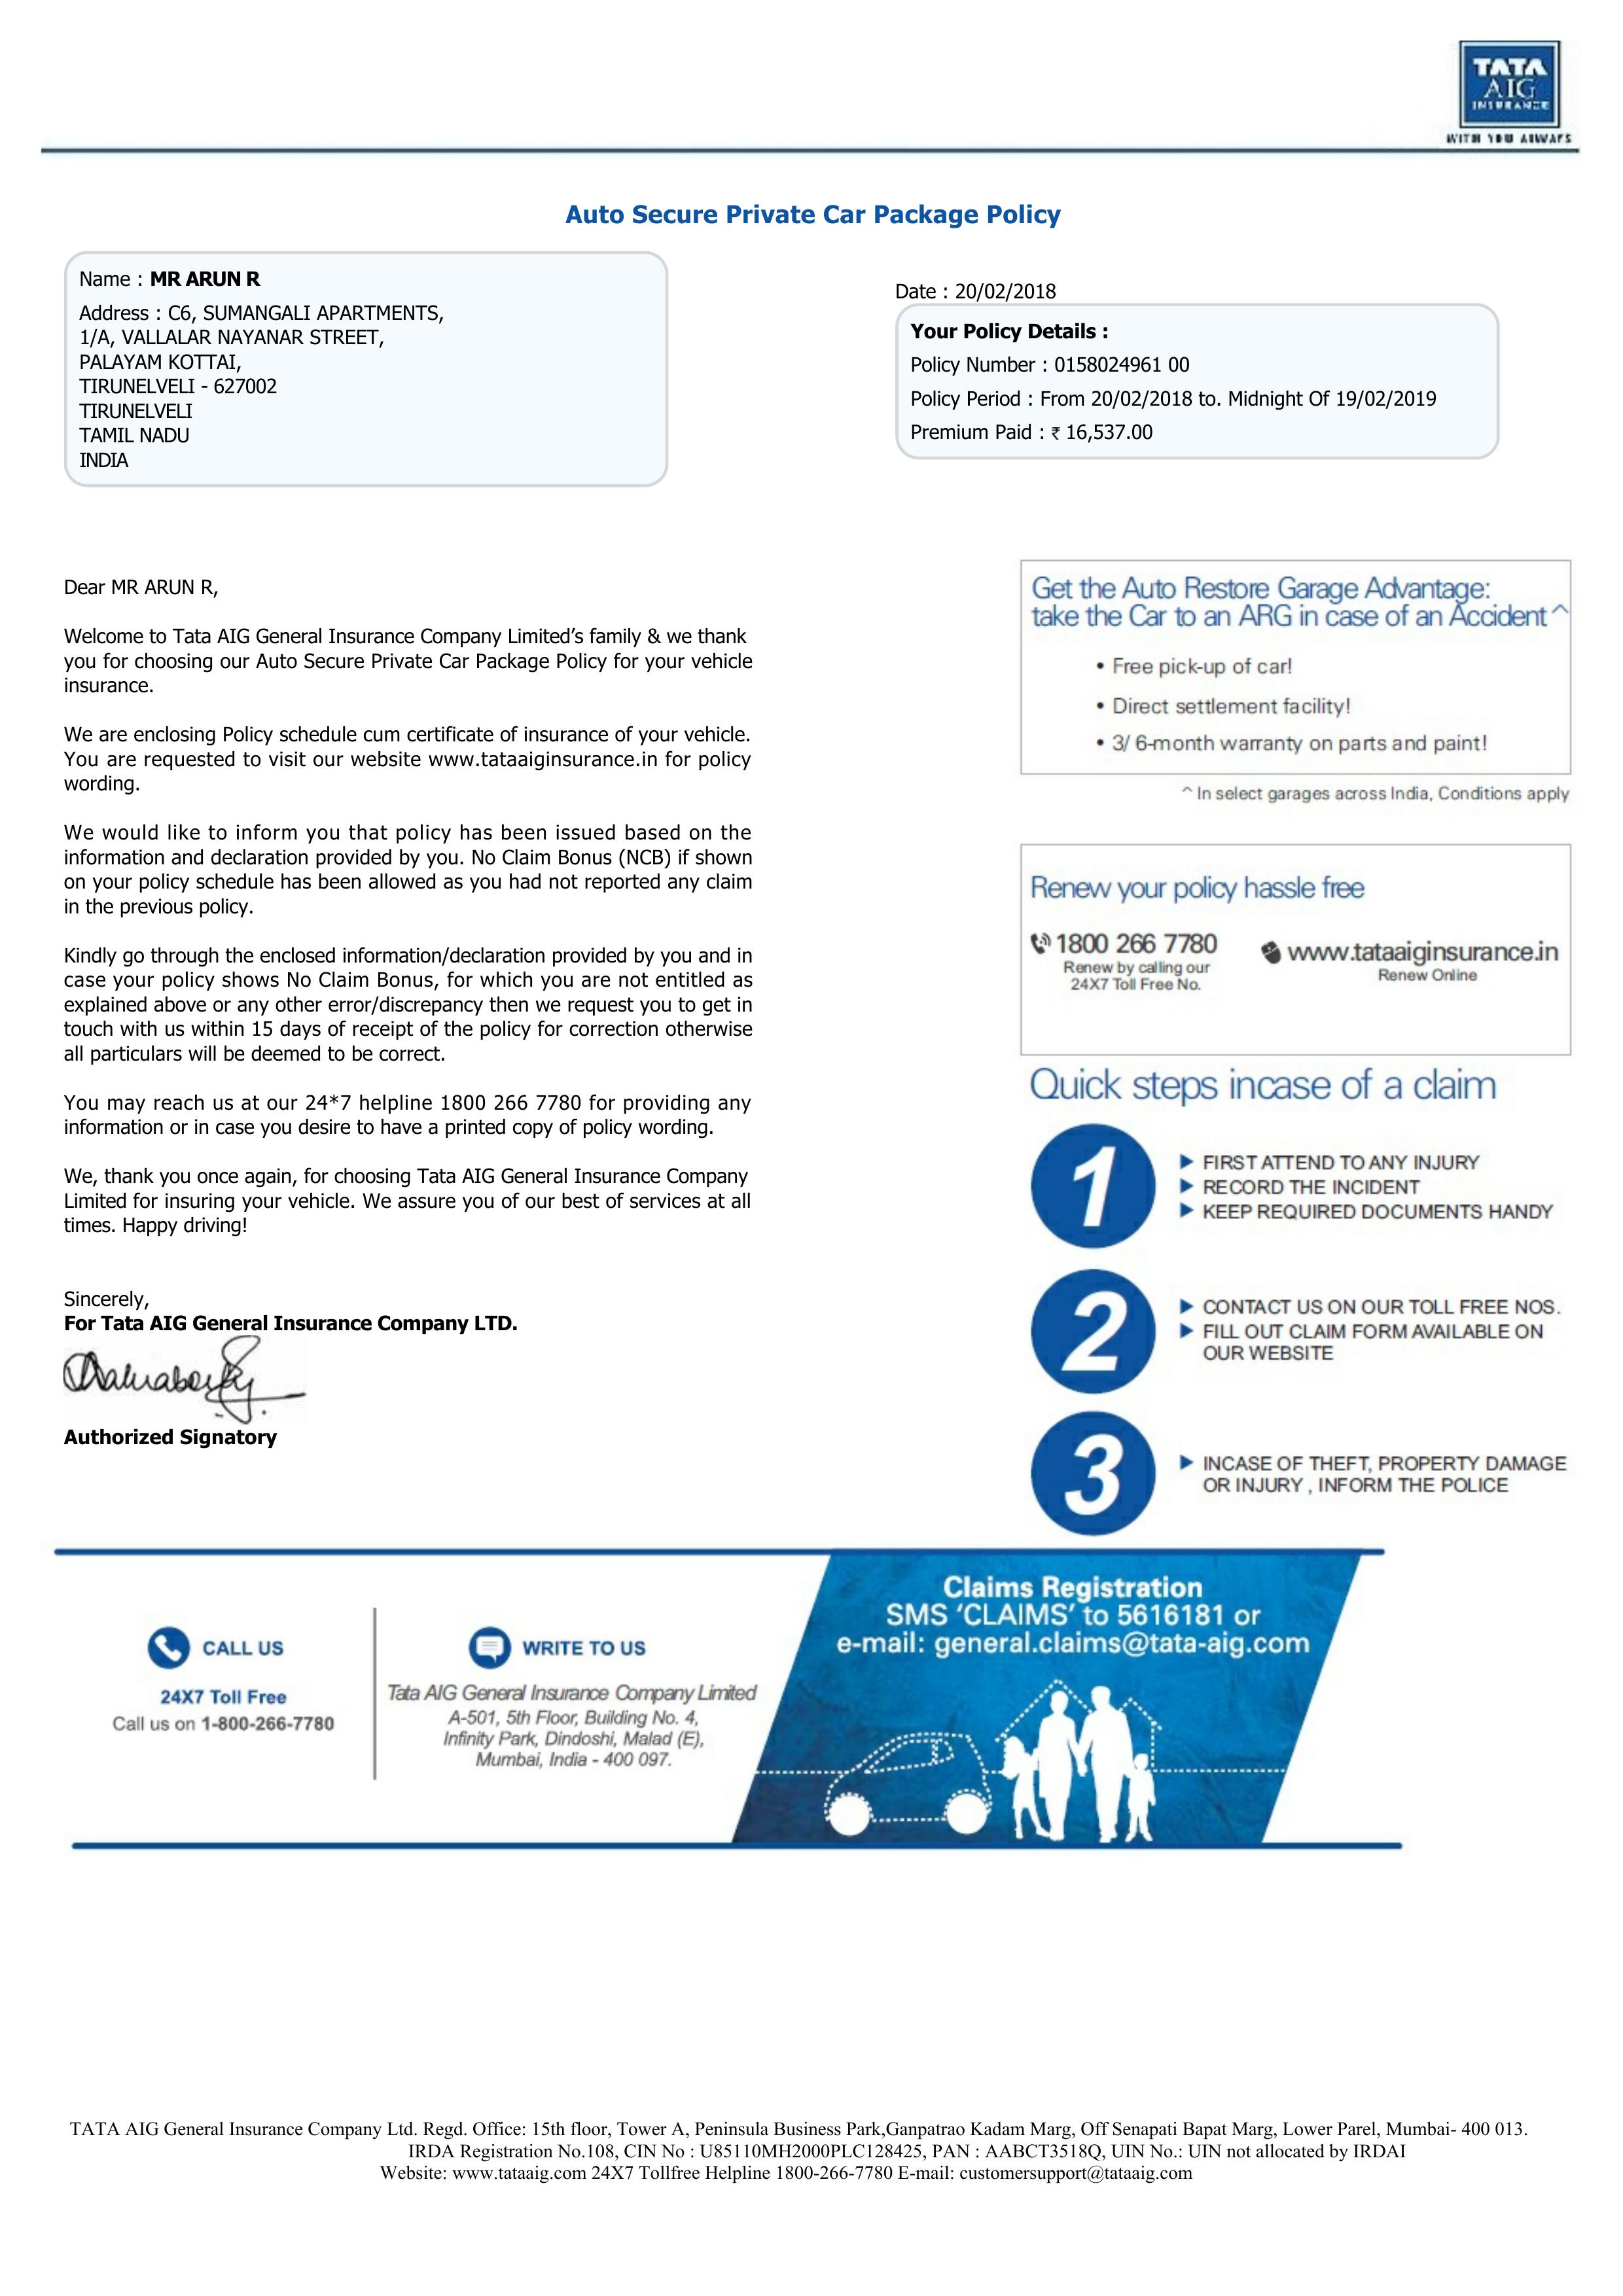 TATA
AIG
INSURANCE
WITH YOU ALWAYS
Auto Secure Private Car Package Policy
Name : MR ARUN R
Address : C6, SUMANGALI APARTMENTS,
1/A, VALLALAR NAYANAR STREET,
PALAYAM KOTTAI,
TIRUNELVELI - 627002
TIRUNELVELI
TAMIL NADU
INDIA
Date : 20/02/2018
Your Policy Details :
Policy Number : 0158024961 00
Policy Period : From 20/02/2018 to. Midnight Of 19/02/2019
Premium Paid : ₹ 16,537.00
Dear MR ARUN R,
Welcome to Tata AIG General Insurance Company Limited’s family & we thank
you for choosing our Auto Secure Private Car Package Policy for your vehicle
insurance.
We are enclosing Policy schedule cum certificate of insurance of your vehicle.
You are requested to visit our website www.tataaiginsurance.in for policy
wording.
We would like to inform you that policy has been issued based on the
information and declaration provided by you. No Claim Bonus (NCB) if shown
on your policy schedule has been allowed as you had not reported any claim
in the previous policy.
Kindly go through the enclosed information/declaration provided by you and in
case your policy shows No Claim Bonus, for which you are not entitled as
explained above or any other error/discrepancy then we request you to get in
touch with us within 15 days of receipt of the policy for correction otherwise
all particulars will be deemed to be correct.
You may reach us at our 24*7 helpline 1800 266 7780 for providing any
information or in case you desire to have a printed copy of policy wording.
We, thank you once again, for choosing Tata AIG General Insurance Company
Limited for insuring your vehicle. We assure you of our best of services at all
times. Happy driving!
Sincerely,
For Tata AIG General Insurance Company LTD.
Authorized Signatory
Get the Auto Restore Garage Advantage:
take the Car to an ARG in case of an Accident ^
• Free pick-up of car!
• Direct settlement facility!
• 3/ 6-month warranty on parts and paint!
^ In select garages across India, Conditions apply
Renew your policy hassle free
1800 266 7780
Renew by calling our
24X7 Toll Free No.
www.tataaiginsurance.in
Renew Online
Quick steps incase of a claim
1
FIRST ATTEND TO ANY INJURY
RECORD THE INCIDENT
KEEP REQUIRED DOCUMENTS HANDY
2
CONTACT US ON OUR TOLL FREE NOS.
FILL OUT CLAIM FORM AVAILABLE ON
OUR WEBSITE
3
INCASE OF THEFT, PROPERTY DAMAGE
OR INJURY , INFORM THE POLICE
CALL US
24X7 Toll Free
Call us on 1-800-266-7780
WRITE TO US
Tata AIG General Insurance Company Limited
A-501, 5th Floor, Building No. 4,
Infinity Park, Dindoshi, Malad (E),
Mumbai, India - 400 097.
Claims Registration
SMS ‘CLAIMS’ to 5616181 or
e-mail: general.claims@tata-aig.com
TATA AIG General Insurance Company Ltd. Regd. Office: 15th floor, Tower A, Peninsula Business Park,Ganpatrao Kadam Marg, Off Senapati Bapat Marg, Lower Parel, Mumbai- 400 013.
IRDA Registration No.108, CIN No : U85110MH2000PLC128425, PAN : AABCT3518Q, UIN No.: UIN not allocated by IRDAI
Website: www.tataaig.com 24X7 Tollfree Helpline 1800-266-7780 E-mail: customersupport@tataaig.com